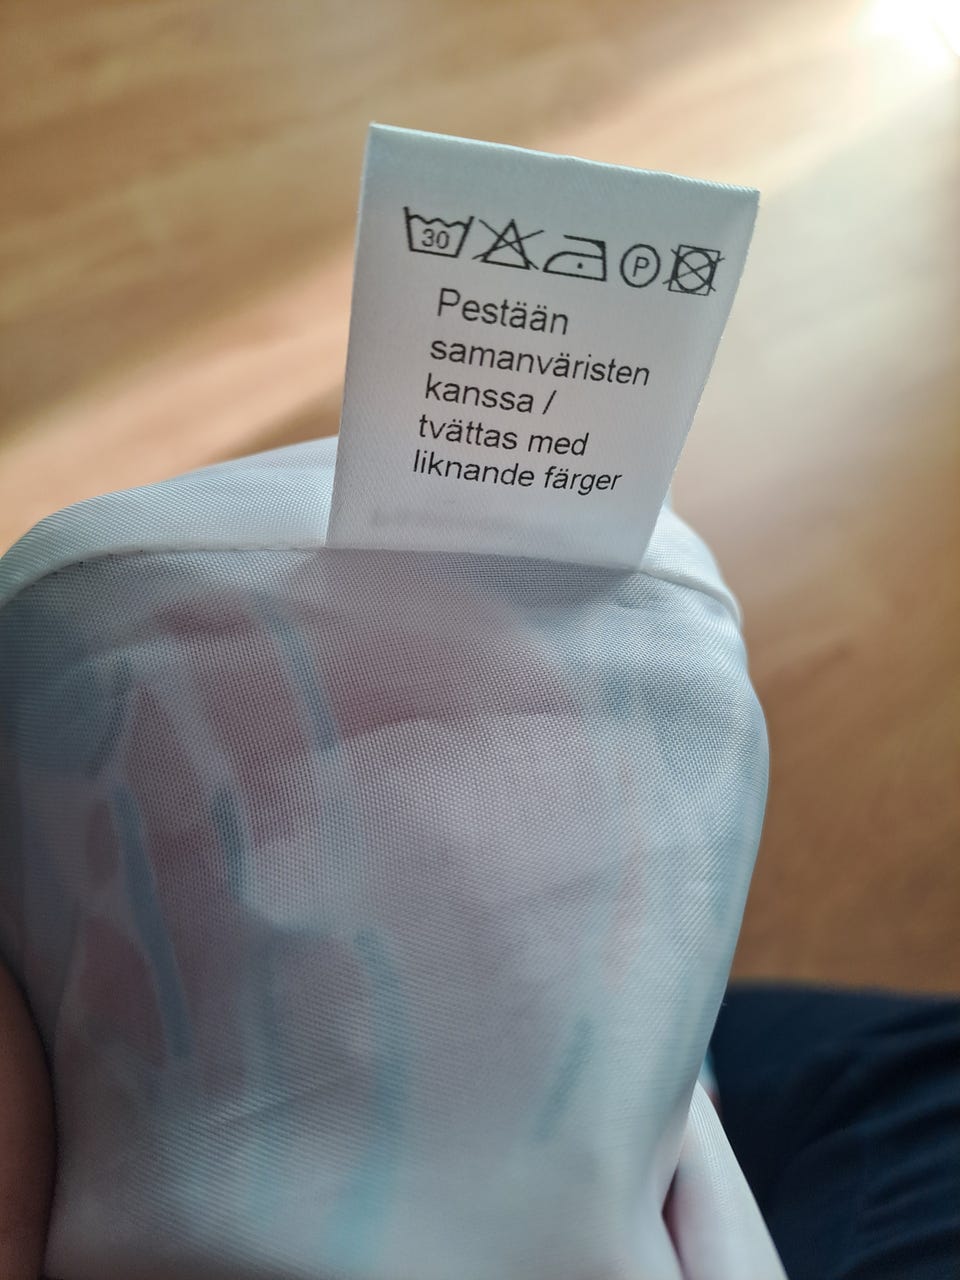 30 P
Pestään
samanväristen
kanssa /
tvättas med
liknande färger